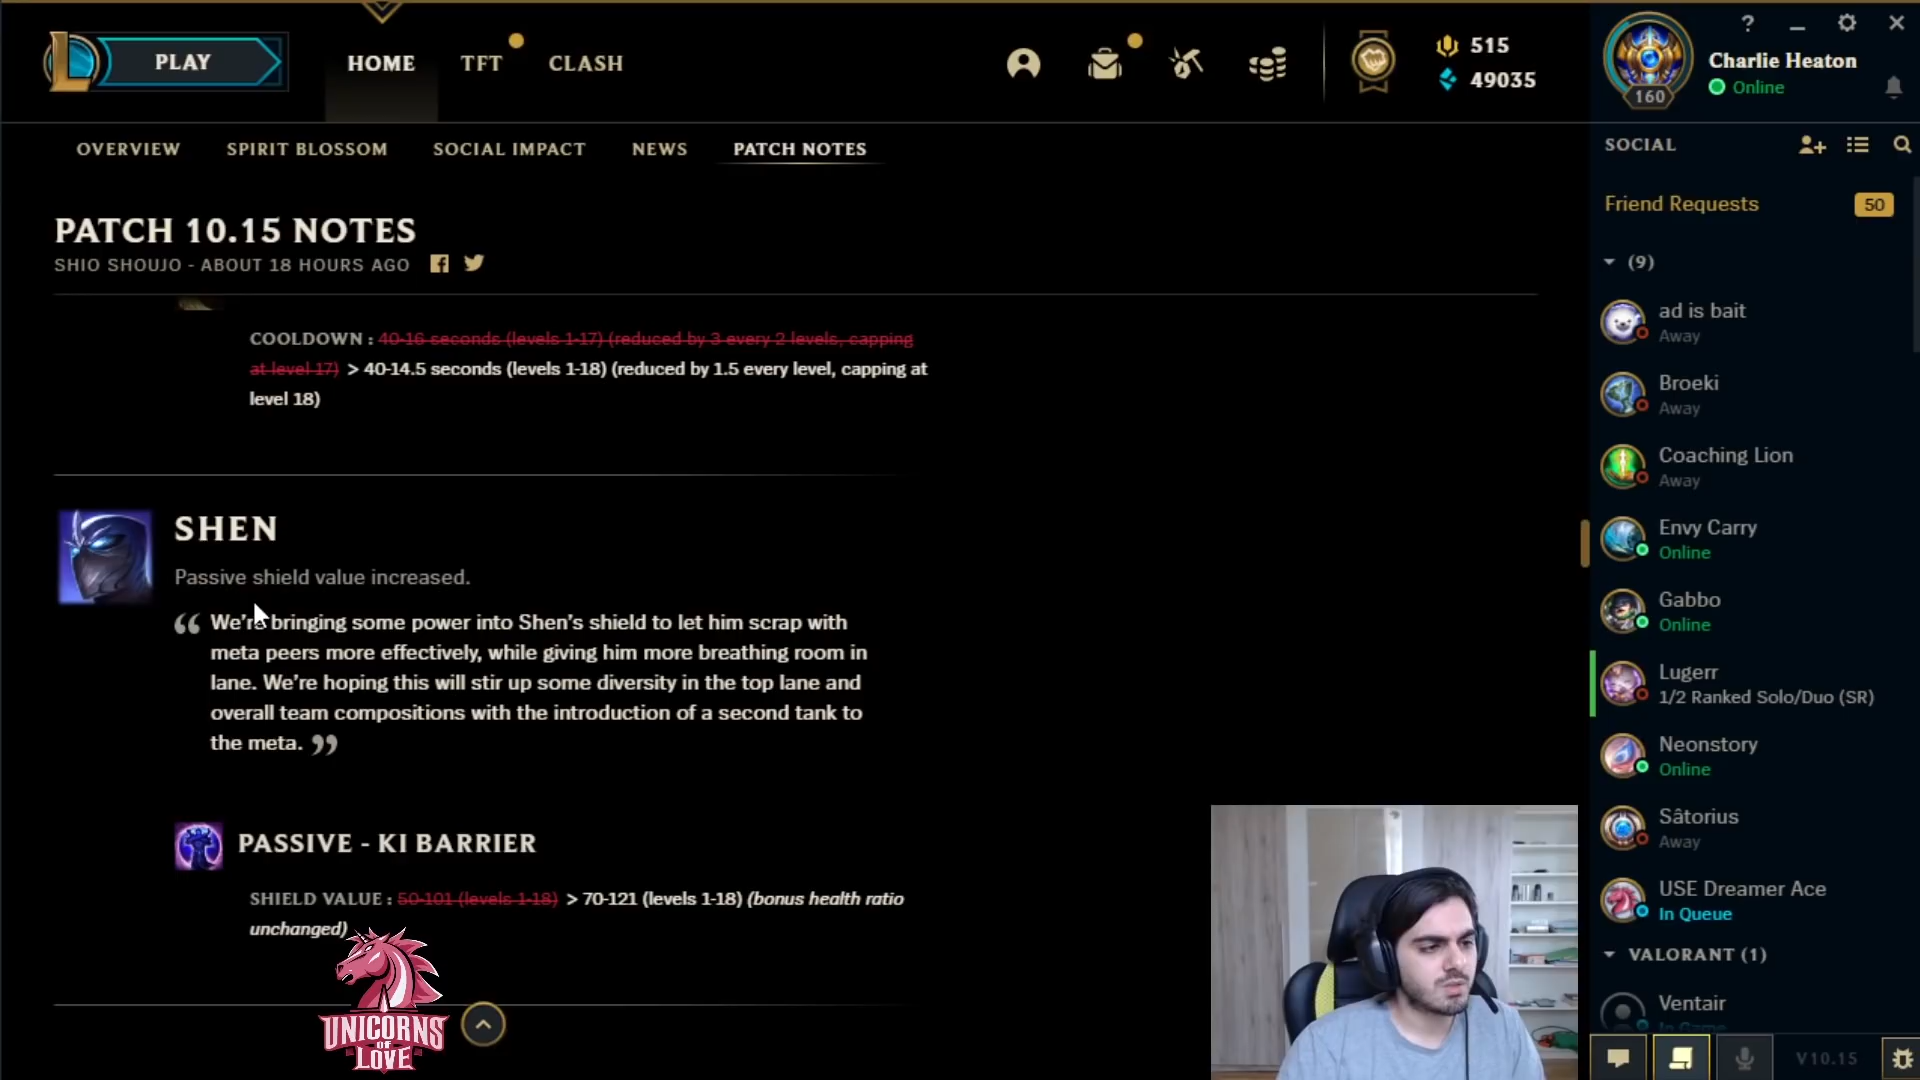 PLAY
HOME
TFT
CLASH
515
49035
160
Charlie Heaton
Online
?
OVERVIEW
SPIRIT BLOSSOM
SOCIAL IMPACT
NEWS
PATCH NOTES
SOCIAL
PATCH 10.15 NOTES
SHIO SHOUJO - ABOUT 18 HOURS AGO
COOLDOWN : 40-16 seconds (levels 1-17) (reduced by 3 every 2 levels, capping
at level 17) > 40-14.5 seconds (levels 1-18) (reduced by 1.5 every level, capping at
level 18)
SHEN
Passive shield value increased.
“ We're bringing some power into Shen's shield to let him scrap with
meta peers more effectively, while giving him more breathing room in
lane. We're hoping this will stir up some diversity in the top lane and
overall team compositions with the introduction of a second tank to
the meta. ”
PASSIVE - KI BARRIER
SHIELD VALUE : 50-101 (levels 1-18) > 70-121 (levels 1-18) (bonus health ratio
unchanged)
UNICORNS
OF
LOVE
Friend Requests
50
(9)
ad is bait
Away
Broeki
Away
Coaching Lion
Away
Envy Carry
Online
Gabbo
Online
Lugerr
1/2 Ranked Solo/Duo (SR)
Neonstory
Online
Sâtorius
Away
USE Dreamer Ace
In Queue
VALORANT (1)
Ventair
In Game
V10.15